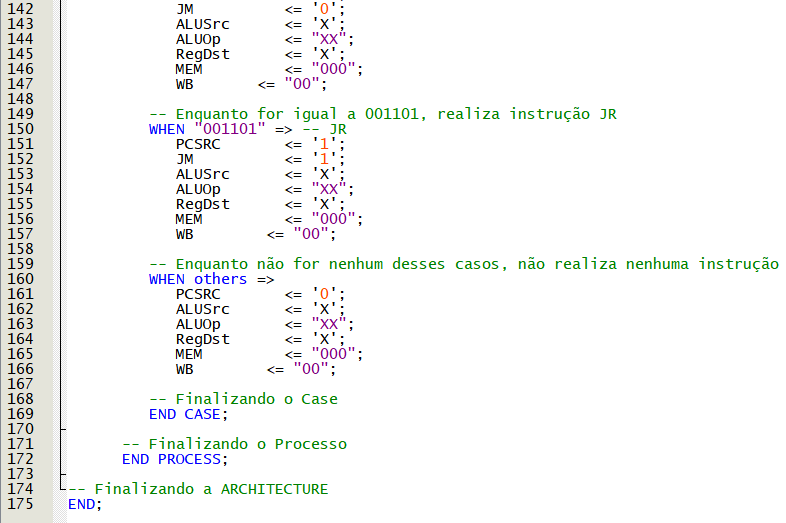 142 JM <= '0';
143 ALUSrc <= 'X';
144 ALUOp <= "XX";
145 RegDst <= 'X';
146 MEM <= "000";
147 WB <= "00";
148
149 -- Enquanto for igual a 001101, realiza instrução JR
150 WHEN "001101" => -- JR
151 PCSRC <= '1';
152 JM <= '1';
153 ALUSrc <= 'X';
154 ALUOp <= "XX";
155 RegDst <= 'X';
156 MEM <= "000";
157 WB <= "00";
158
159 -- Enquanto não for nenhum desses casos, não realiza nenhuma instrução
160 WHEN others =>
161 PCSRC <= '0';
162 ALUSrc <= 'X';
163 ALUOp <= "XX";
164 RegDst <= 'X';
165 MEM <= "000";
166 WB <= "00";
167
168 -- Finalizando o Case
169 END CASE;
170
171 -- Finalizando o Processo
172 END PROCESS;
173
174 -- Finalizando a ARCHITECTURE
175 END;